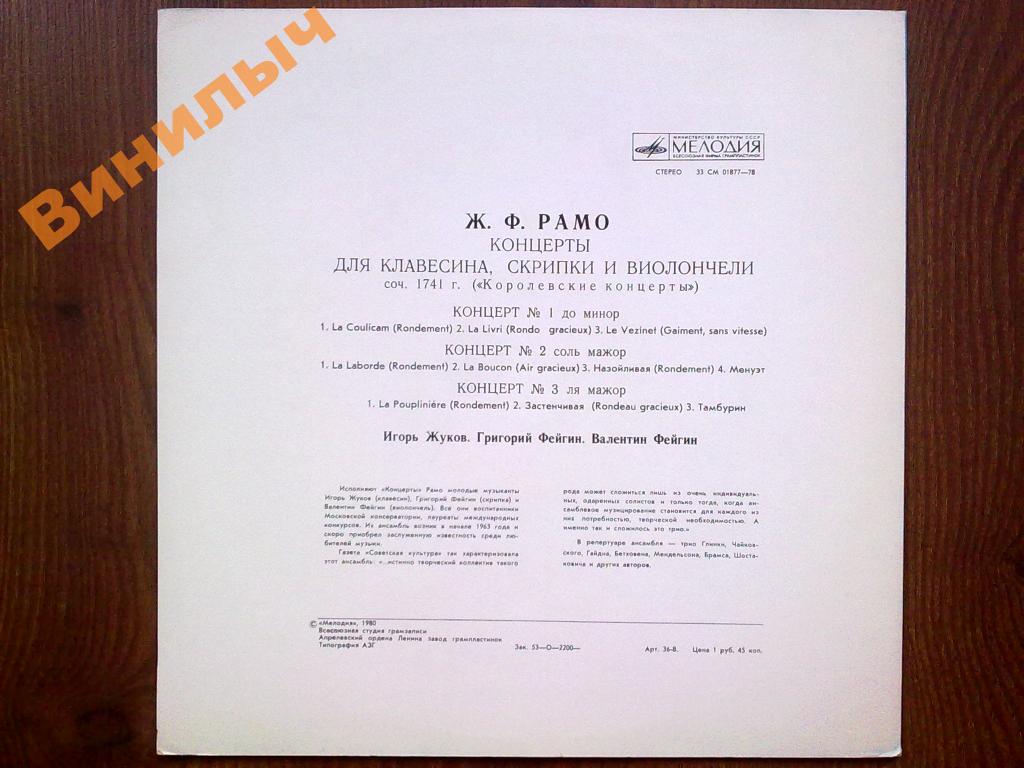 Винилыч
МИНИСТЕРСТВО КУЛЬТУРЫ СССР
МЕЛОДИЯ
ВСЕСОЮЗНАЯ ФИРМА ГРАМПЛАСТИНОК
СТЕРЕО 33 СМ 01877—78
Ж. Ф. РАМО
КОНЦЕРТЫ
ДЛЯ КЛАВЕСИНА, СКРИПКИ И ВИОЛОНЧЕЛИ
соч. 1741 г. («Королевские концерты»)
КОНЦЕРТ № 1 до минор
1. La Coulicam (Rondement) 2. La Livri (Rondo gracieux) 3. Le Vezinet (Gaiment, sans vitesse)
КОНЦЕРТ № 2 соль мажор
1. La Laborde (Rondement) 2. La Boucon (Air gracieux) 3. Назойливая (Rondement) 4. Менуэт
КОНЦЕРТ № 3 ля мажор
1. La Pouplinière (Rondement) 2. Застенчивая (Rondeau gracieux) 3. Тамбурин
Игорь Жуков. Григорий Фейгин. Валентин Фейгин
Исполняют «Концерты» Рамо молодые музыканты
Игорь Жуков (клавесин), Григорий Фейгин (скрипка) и
Валентин Фейгин (виолончель). Все они воспитанники
Московской консерватории, лауреаты международных
конкурсов. Их ансамбль возник в начале 1963 года и
скоро приобрел заслуженную известность среди лю-
бителей музыки.
Газета «Советская культура» так характеризовала
этот ансамбль: «...истинно творческий коллектив такого
рода может сложиться лишь из очень индивидуаль-
ных, одаренных солистов и только тогда, когда ан-
самблевое музицирование становится для каждого из
них потребностью, творческой необходимостью. А
именно так и сложилось это трио.»
В репертуаре ансамбля — трио Глинки, Чайков-
ского, Гайдна, Бетховена, Мендельсона, Брамса, Шоста-
ковича и других авторов.
© «Мелодия», 1980
Всесоюзная студия грамзаписи
Апрелевский ордена Ленина завод грампластинок
Типография АЗГ
Зак. 53—О—2200—
Арт. 36-8. Цена 1 руб. 45 коп.